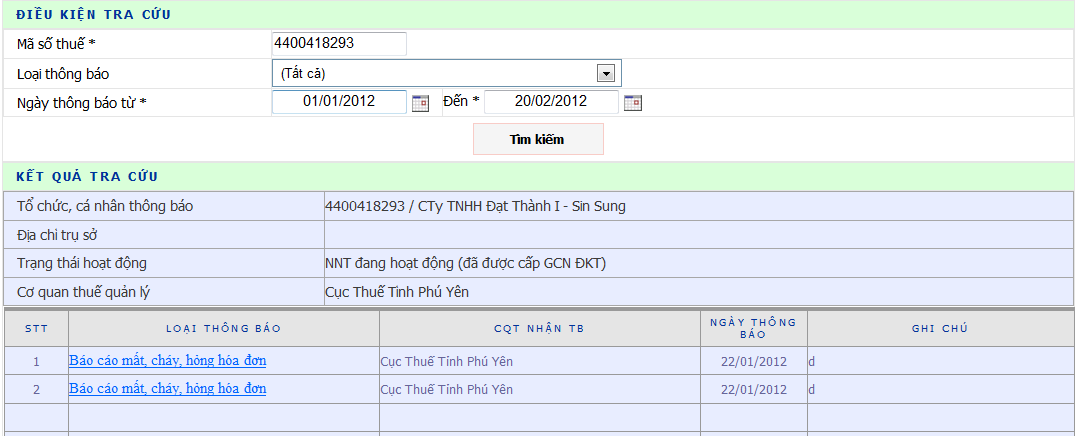 ĐIỀU KIỆN TRA CỨU
Mã số thuế * 4400418293
Loại thông báo (Tất cả)
Ngày thông báo từ * 01/01/2012 Đến * 20/02/2012
Tìm kiếm
KẾT QUẢ TRA CỨU
Tổ chức, cá nhân thông báo 4400418293 / CTy TNHH Đạt Thành I - Sin Sung
Địa chỉ trụ sở
Trạng thái hoạt động NNT đang hoạt động (đã được cấp GCN ĐKT)
Cơ quan thuế quản lý Cục Thuế Tỉnh Phú Yên
STT LOẠI THÔNG BÁO CQT NHẬN TB NGÀY THÔNG BÁO GHI CHÚ
1 Báo cáo mất, cháy, hỏng hóa đơn Cục Thuế Tỉnh Phú Yên 22/01/2012 d
2 Báo cáo mất, cháy, hỏng hóa đơn Cục Thuế Tỉnh Phú Yên 22/01/2012 d